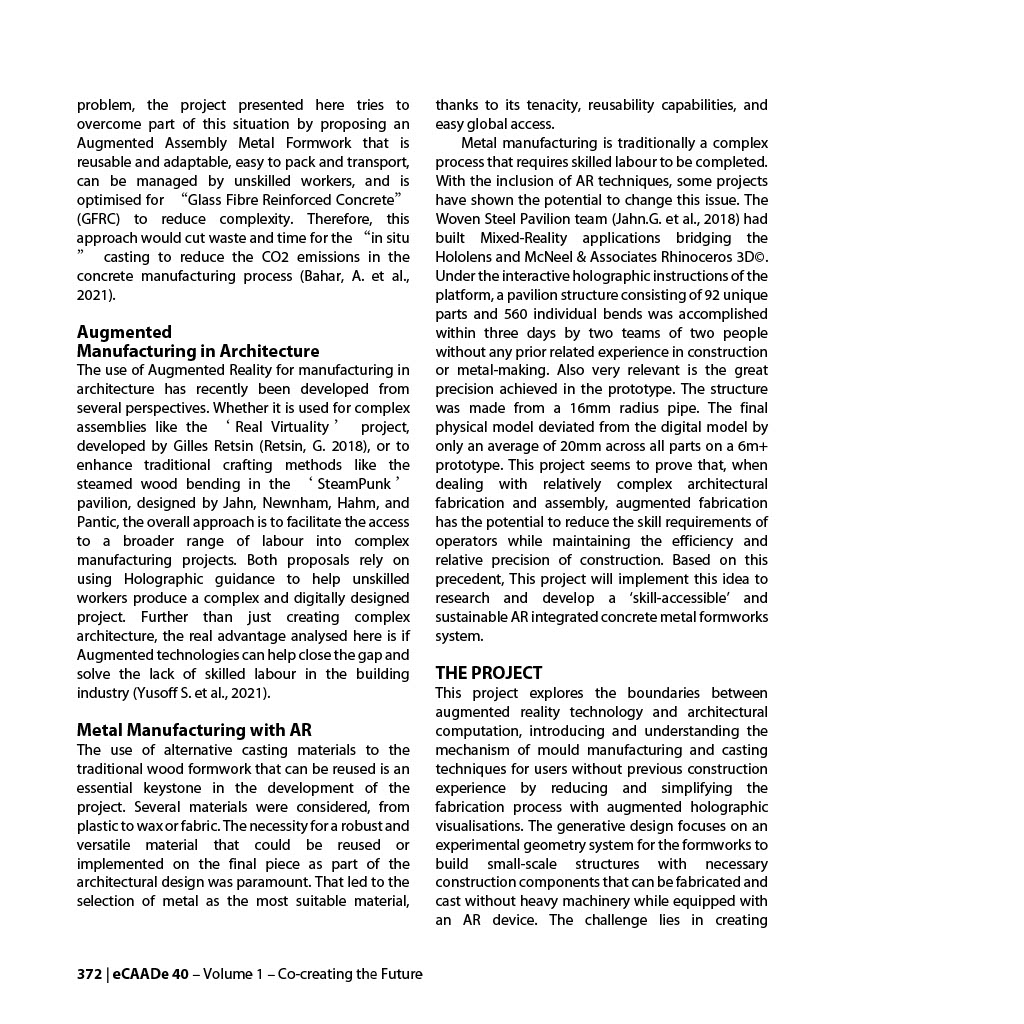 problem, the project presented here tries to
overcome part of this situation by proposing an
Augmented Assembly Metal Formwork that is
reusable and adaptable, easy to pack and transport,
can be managed by unskilled workers, and is
optimised for “Glass Fibre Reinforced Concrete”
(GFRC) to reduce complexity. Therefore, this
approach would cut waste and time for the “in situ
” casting to reduce the CO2 emissions in the
concrete manufacturing process (Bahar, A. et al.,
2021).
Augmented
Manufacturing in Architecture
The use of Augmented Reality for manufacturing in
architecture has recently been developed from
several perspectives. Whether it is used for complex
assemblies like the ‘Real Virtuality’ project,
developed by Gilles Retsin (Retsin, G. 2018), or to
enhance traditional crafting methods like the
steamed wood bending in the ‘SteamPunk’
pavilion, designed by Jahn, Newnham, Hahm, and
Pantic, the overall approach is to facilitate the access
to a broader range of labour into complex
manufacturing projects. Both proposals rely on
using Holographic guidance to help unskilled
workers produce a complex and digitally designed
project. Further than just creating complex
architecture, the real advantage analysed here is if
Augmented technologies can help close the gap and
solve the lack of skilled labour in the building
industry (Yusoff S. et al., 2021).
Metal Manufacturing with AR
The use of alternative casting materials to the
traditional wood formwork that can be reused is an
essential keystone in the development of the
project. Several materials were considered, from
plastic to wax or fabric. The necessity for a robust and
versatile material that could be reused or
implemented on the final piece as part of the
architectural design was paramount. That led to the
selection of metal as the most suitable material,
thanks to its tenacity, reusability capabilities, and
easy global access.
Metal manufacturing is traditionally a complex
process that requires skilled labour to be completed.
With the inclusion of AR techniques, some projects
have shown the potential to change this issue. The
Woven Steel Pavilion team (Jahn.G. et al., 2018) had
built Mixed-Reality applications bridging the
Hololens and McNeel & Associates Rhinoceros 3D©.
Under the interactive holographic instructions of the
platform, a pavilion structure consisting of 92 unique
parts and 560 individual bends was accomplished
within three days by two teams of two people
without any prior related experience in construction
or metal-making. Also very relevant is the great
precision achieved in the prototype. The structure
was made from a 16mm radius pipe. The final
physical model deviated from the digital model by
only an average of 20mm across all parts on a 6m+
prototype. This project seems to prove that, when
dealing with relatively complex architectural
fabrication and assembly, augmented fabrication
has the potential to reduce the skill requirements of
operators while maintaining the efficiency and
relative precision of construction. Based on this
precedent, This project will implement this idea to
research and develop a ‘skill-accessible’ and
sustainable AR integrated concrete metal formworks
system.
THE PROJECT
This project explores the boundaries between
augmented reality technology and architectural
computation, introducing and understanding the
mechanism of mould manufacturing and casting
techniques for users without previous construction
experience by reducing and simplifying the
fabrication process with augmented holographic
visualisations. The generative design focuses on an
experimental geometry system for the formworks to
build small-scale structures with necessary
construction components that can be fabricated and
cast without heavy machinery while equipped with
an AR device. The challenge lies in creating
372 | eCAADe 40 – Volume 1 – Co-creating the Future